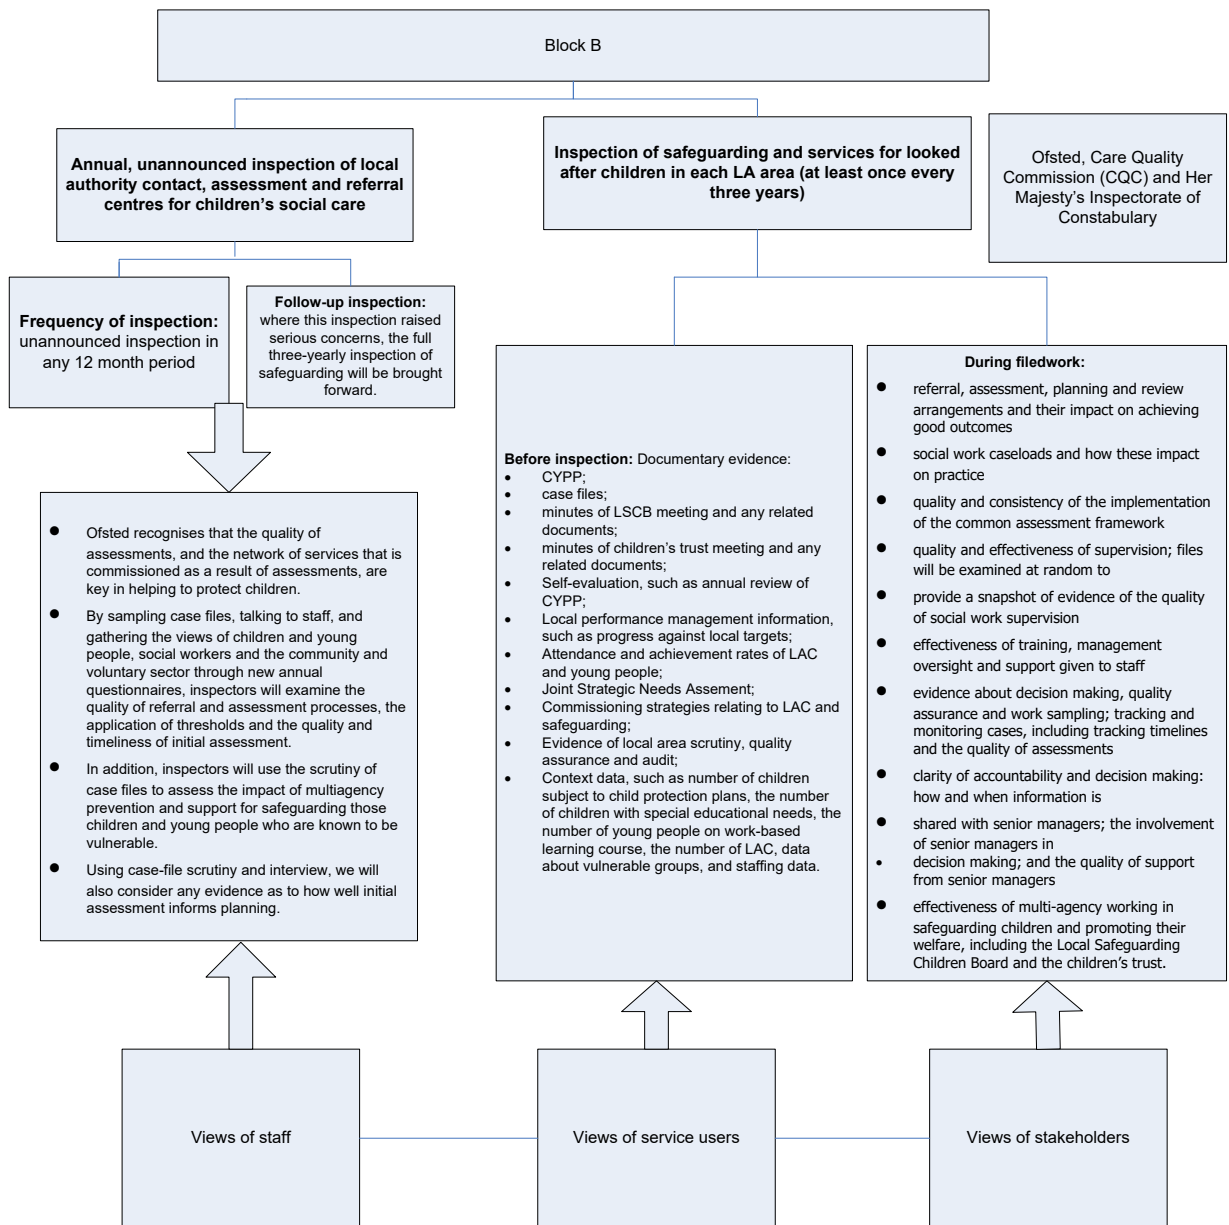 Block B
Annual, unannounced inspection of local
authority contact, assessment and referral
centres for children's social care
Inspection of safeguarding and services for looked
after children in each LA area (at least once every
three years)
Ofsted, Care Quality
Commission (CQC) and Her
Majesty's Inspectorate of
Constabulary
Frequency of inspection:
unannounced inspection in
any 12 month period
Follow-up inspection:
where this inspection raised
serious concerns, the full
three-yearly inspection of
safeguarding will be brought
forward.
● Ofsted recognises that the quality of
assessments, and the network of services that is
commissioned as a result of assessments, are
key in helping to protect children.
● By sampling case files, talking to staff, and
gathering the views of children and young
people, social workers and the community and
voluntary sector through new annual
questionnaires, inspectors will examine the
quality of referral and assessment processes, the
application of thresholds and the quality and
timeliness of initial assessment.
● In addition, inspectors will use the scrutiny of
case files to assess the impact of multiagency
prevention and support for safeguarding those
children and young people who are known to be
vulnerable.
● Using case-file scrutiny and interview, we will
also consider any evidence as to how well initial
assessment informs planning.
Before inspection: Documentary evidence:
• CYPP;
• case files;
• minutes of LSCB meeting and any related
documents;
• minutes of children's trust meeting and any
related documents;
• Self-evaluation, such as annual review of
CYPP;
• Local performance management information,
such as progress against local targets;
• Attendance and achievement rates of LAC
and young people;
• Joint Strategic Needs Assement;
• Commissioning strategies relating to LAC and
safeguarding;
• Evidence of local area scrutiny, quality
assurance and audit;
• Context data, such as number of children
subject to child protection plans, the number
of children with special educational needs, the
number of young people on work-based
learning course, the number of LAC, data
about vulnerable groups, and staffing data.
During filedwork:
● referral, assessment, planning and review
arrangements and their impact on achieving
good outcomes
● social work caseloads and how these impact
on practice
● quality and consistency of the implementation
of the common assessment framework
● quality and effectiveness of supervision; files
will be examined at random to
● provide a snapshot of evidence of the quality
of social work supervision
● effectiveness of training, management
oversight and support given to staff
● evidence about decision making, quality
assurance and work sampling; tracking and
monitoring cases, including tracking timelines
and the quality of assessments
● clarity of accountability and decision making:
how and when information is
● shared with senior managers; the involvement
of senior managers in
• decision making; and the quality of support
from senior managers
● effectiveness of multi-agency working in
safeguarding children and promoting their
welfare, including the Local Safeguarding
Children Board and the children's trust.
Views of staff
Views of service users
Views of stakeholders